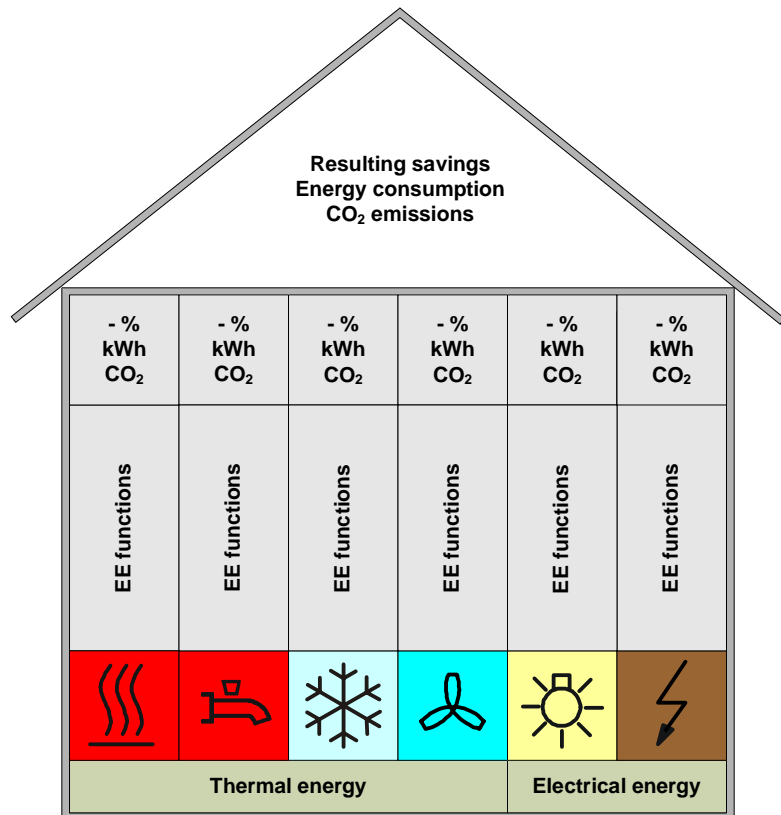 Resulting savings
Energy consumption
CO₂ emissions
- % - % - % - % - % - %
kWh kWh kWh kWh kWh kWh
CO₂ CO₂ CO₂ CO₂ CO₂ CO₂
EE functions EE functions EE functions EE functions EE functions EE functions
Thermal energy Electrical energy